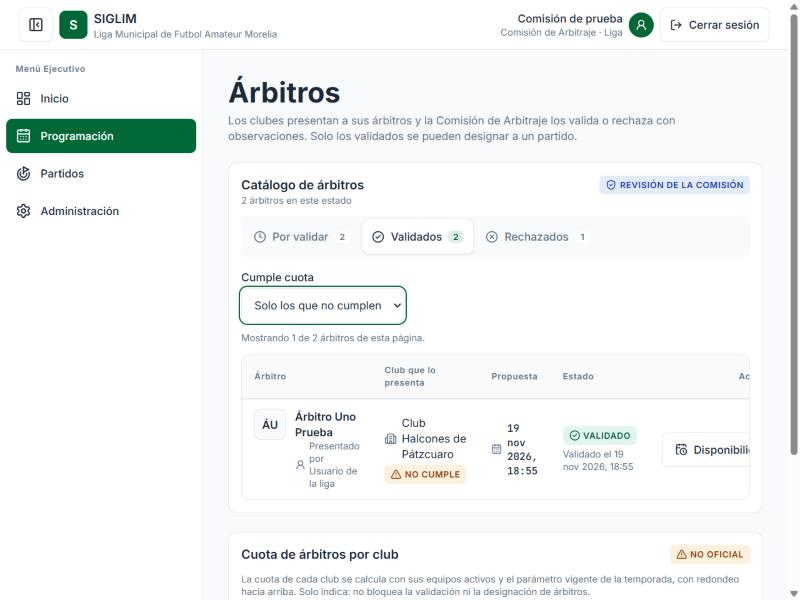 S
SIGLIM
Liga Municipal de Futbol Amateur Morelia
Comisión de prueba
Comisión de Arbitraje · Liga
Cerrar sesión
Menú Ejecutivo
Inicio
Programación
Partidos
Administración
Árbitros
Los clubes presentan a sus árbitros y la Comisión de Arbitraje los valida o rechaza con
observaciones. Solo los validados se pueden designar a un partido.
Catálogo de árbitros
REVISIÓN DE LA COMISIÓN
2 árbitros en este estado
Por validar 2
Validados 2
Rechazados 1
Cumple cuota
Solo los que no cumplen
Mostrando 1 de 2 árbitros de esta página.
Árbitro
Club que lo
presenta
Propuesta
Estado
Ac
ÁU
Árbitro Uno
Prueba
Presentado
por
Usuario de
la liga
Club
Halcones de
Pátzcuaro
NO CUMPLE
19
nov
2026,
18:55
VALIDADO
Validado el 19
nov 2026, 18:55
Disponibili
Cuota de árbitros por club
NO OFICIAL
La cuota de cada club se calcula con sus equipos activos y el parámetro vigente de la temporada, con redondeo
hacia arriba. Solo indica: no bloquea la validación ni la designación de árbitros.